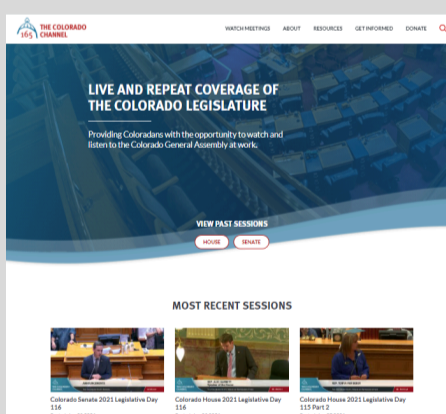 THE COLORADO
CHANNEL
165
WATCH MEETINGS ABOUT RESOURCES GET INFORMED DONATE
LIVE AND REPEAT COVERAGE OF
THE COLORADO LEGISLATURE
Providing Coloradans with the opportunity to watch and
listen to the Colorado General Assembly at work.
VIEW PAST SESSIONS
HOUSE SENATE
MOST RECENT SESSIONS
Colorado Senate 2021 Legislative Day
116
Colorado House 2021 Legislative Day
116
Colorado House 2021 Legislative Day
115 Part 2